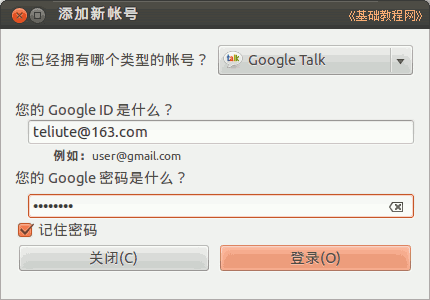 添加新帐号
《基础教程网》
您已经拥有哪个类型的帐号？
talk Google Talk
您的 Google ID 是什么？
teliute@163.com
例如：user@gmail.com
您的 Google 密码是什么？
••••••••
记住密码
关闭(C)
登录(O)